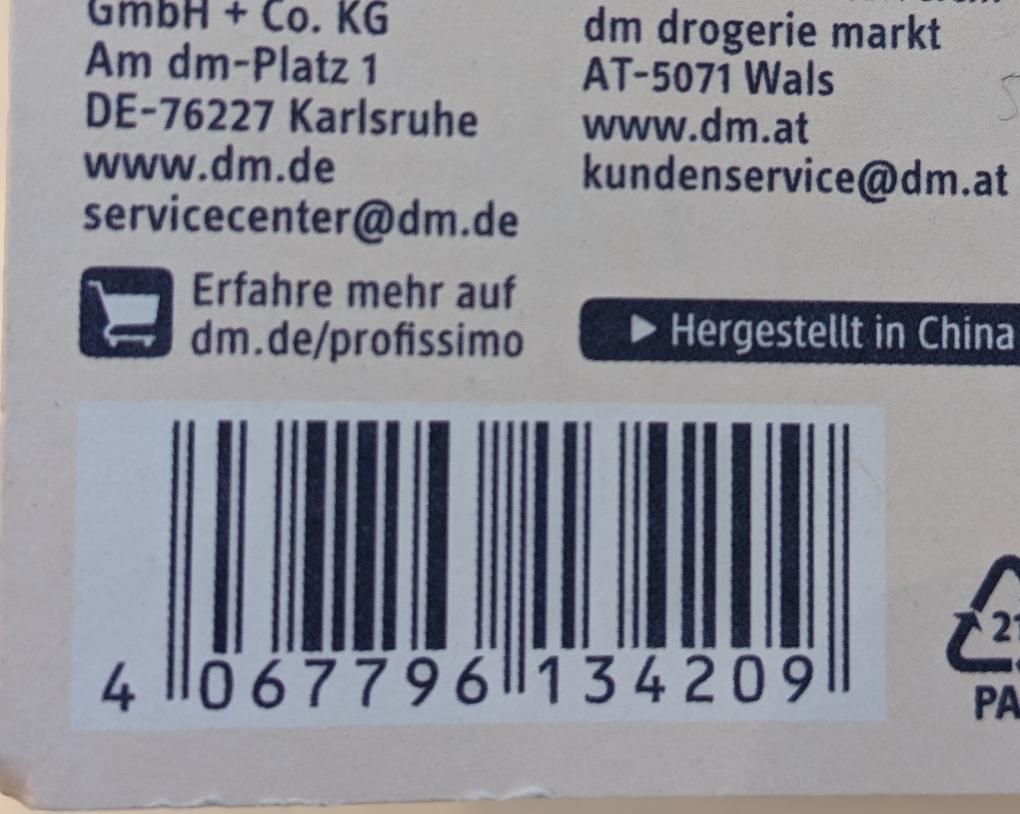 GmbH + Co. KG
Am dm-Platz 1
DE-76227 Karlsruhe
www.dm.de
servicecenter@dm.de
dm drogerie markt
AT-5071 Wals
www.dm.at
kundenservice@dm.at
Erfahre mehr auf
dm.de/profissimo
Hergestellt in China
4 067796 134209
21
PA